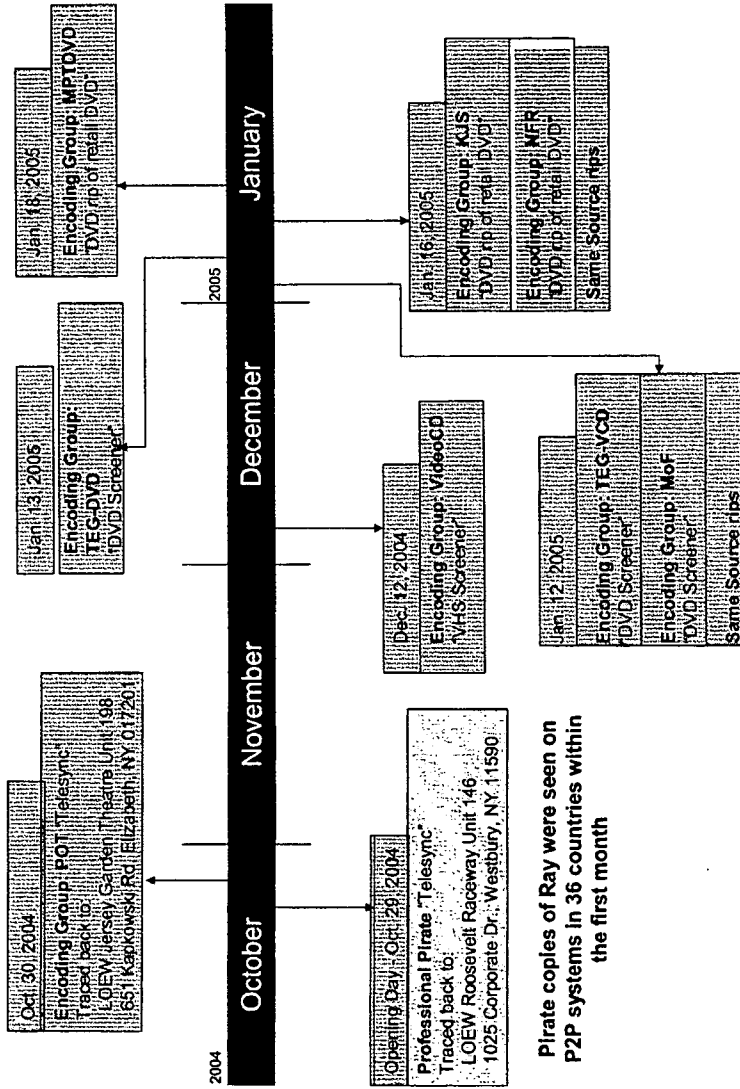 Oct. 30, 2004
Encoding Group: POT "Telesync"
Traced back to:
LOEW Jersey Garden Theatre Unit 198
651 Kapkowski Rd, Elizabeth, NY 017201
Jan. 13, 2005
Encoding Group:
TEG-DVD
"DVD Screener"
Jan. 18, 2005
Encoding Group: MPTDVD
"DVD rip of retail DVD"
2004
2005
October
November
December
January
Opening Day - Oct. 29, 2004
Professional Pirate "Telesync"
Traced back to:
LOEW Roosevelt Raceway Unit 146
1025 Corporate Dr., Westbury, NY. 11590
Dec. 12, 2004
Encoding Group: VideoCD
"VHS Screener"
Jan. 16, 2005
Encoding Group: KJS
"DVD rip of retail DVD"
Encoding Group: NFR
"DVD rip of retail DVD"
Same Source rips
Jan. 12, 2005
Encoding Group: TEG-VCD
"DVD Screener"
Encoding Group: MoF
"DVD Screener"
Same Source rips
Pirate copies of Ray were seen on
P2P systems in 36 countries within
the first month